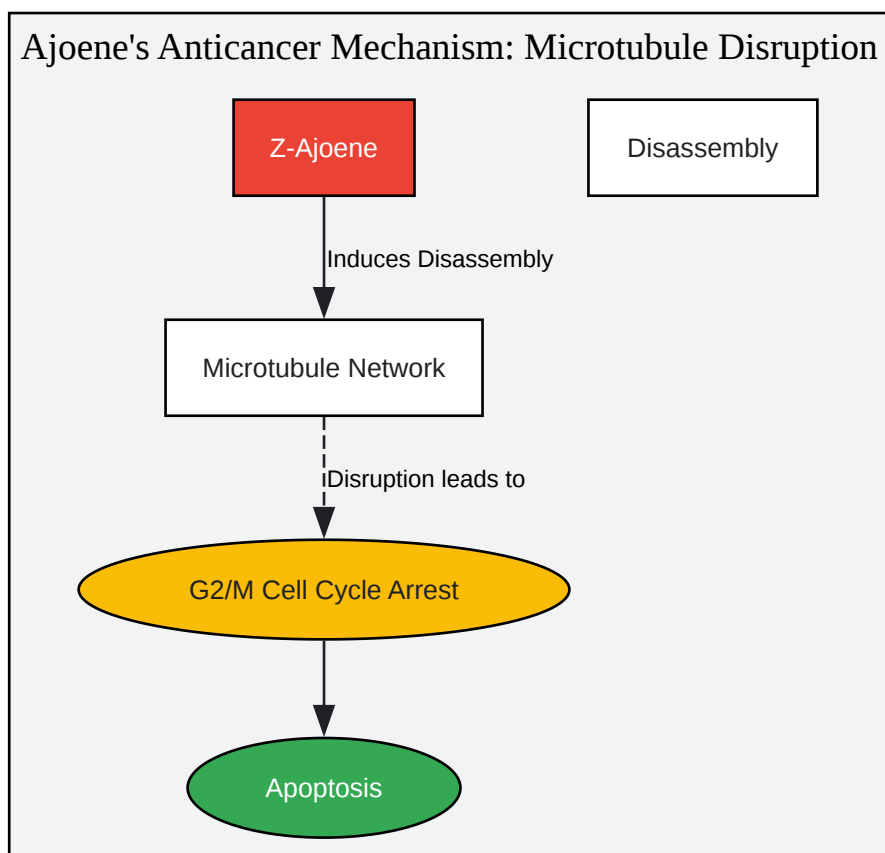 Ajoene's Anticancer Mechanism: Microtubule Disruption
Z-Ajoene
Disassembly
Induces Disassembly
Microtubule Network
Disruption leads to
G2/M Cell Cycle Arrest
Apoptosis